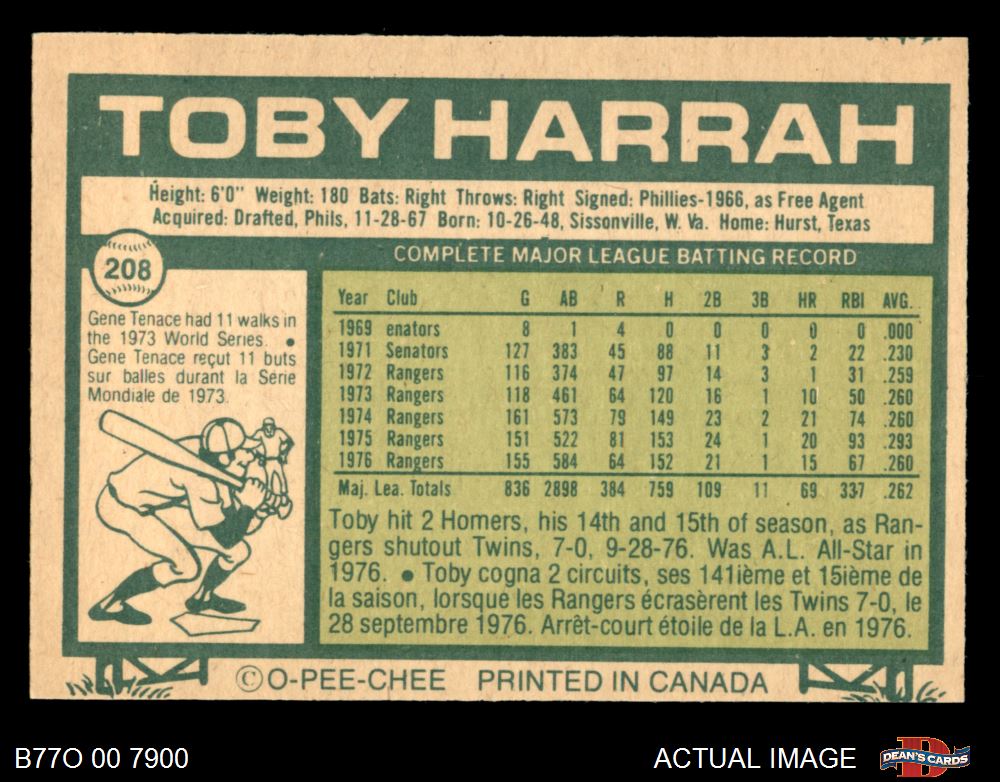 TOBY HARRAH
Height: 6'0" Weight: 180 Bats: Right Throws: Right Signed: Phillies-1966, as Free Agent
Acquired: Drafted, Phils, 11-28-67 Born: 10-26-48, Sissonville, W. Va. Home: Hurst, Texas
208
Gene Tenace had 11 walks in
the 1973 World Series. •
Gene Tenace reçut 11 buts
sur balles durant la Serie
Mondiale de 1973.
COMPLETE MAJOR LEAGUE BATTING RECORD
Year Club G AB R H 2B 3B HR RBI AVG.
1969 enators 8 1 4 0 0 0 0 0 .000
1971 Senators 127 383 45 88 11 3 2 22 .230
1972 Rangers 116 374 47 97 14 3 1 31 .259
1973 Rangers 118 461 64 120 16 1 10 50 .260
1974 Rangers 161 573 79 149 23 2 21 74 .260
1975 Rangers 151 522 81 153 24 1 20 93 .293
1976 Rangers 155 584 64 152 21 1 15 67 .260
Maj. Lea. Totals 836 2898 384 759 109 11 69 337 .262
Toby hit 2 Homers, his 14th and 15th of season, as Ran-
gers shutout Twins, 7-0, 9-28-76. Was A.L. All-Star in
1976. • Toby cogna 2 circuits, ses 141ième et 15ième de
la saison, lorsque les Rangers écrasèrent les Twins 7-0, le
28 septembre 1976. Arrèt-court étoile de la L.A. en 1976.
©O-PEE-CHEE PRINTED IN CANADA
B77O 00 7900
ACTUAL IMAGE
DEAN'S CARDS